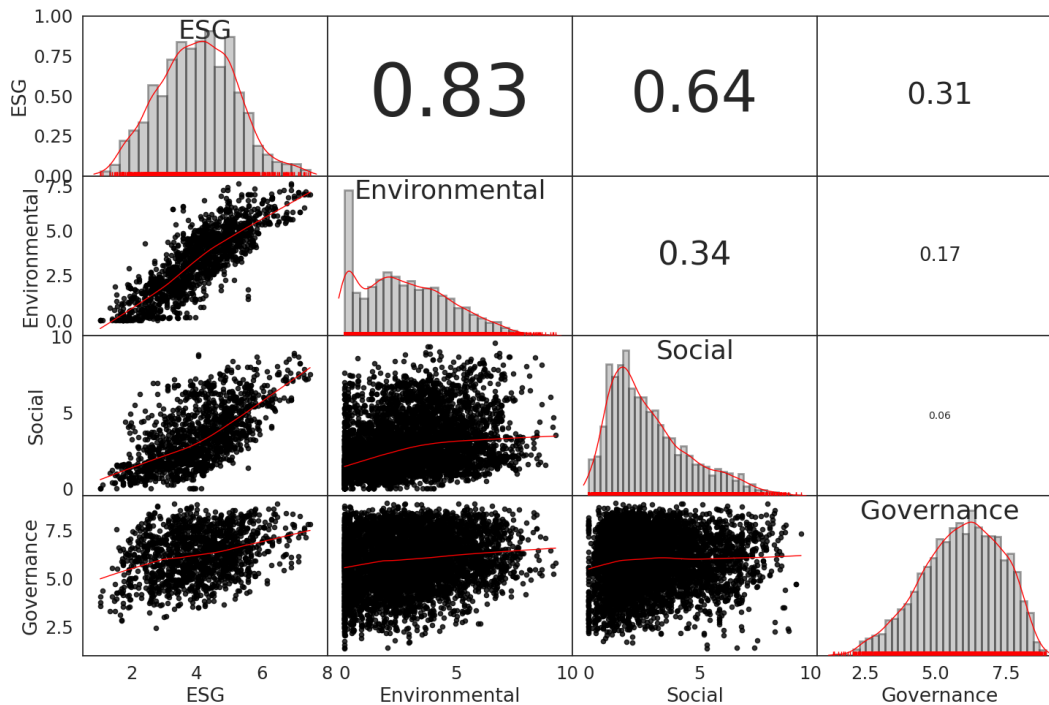 1.00
ESG
0.75
0.50
0.25
0.00
ESG
0.83
0.64
0.31
7.5
5.0
2.5
0.0
Environmental
Environmental
0.34
0.17
10
5
0
Social
Social
0.06
7.5
5.0
2.5
Governance
Governance
2
4
6
8
ESG
0
5
10
Environmental
0
5
10
Social
2.5
5.0
7.5
Governance